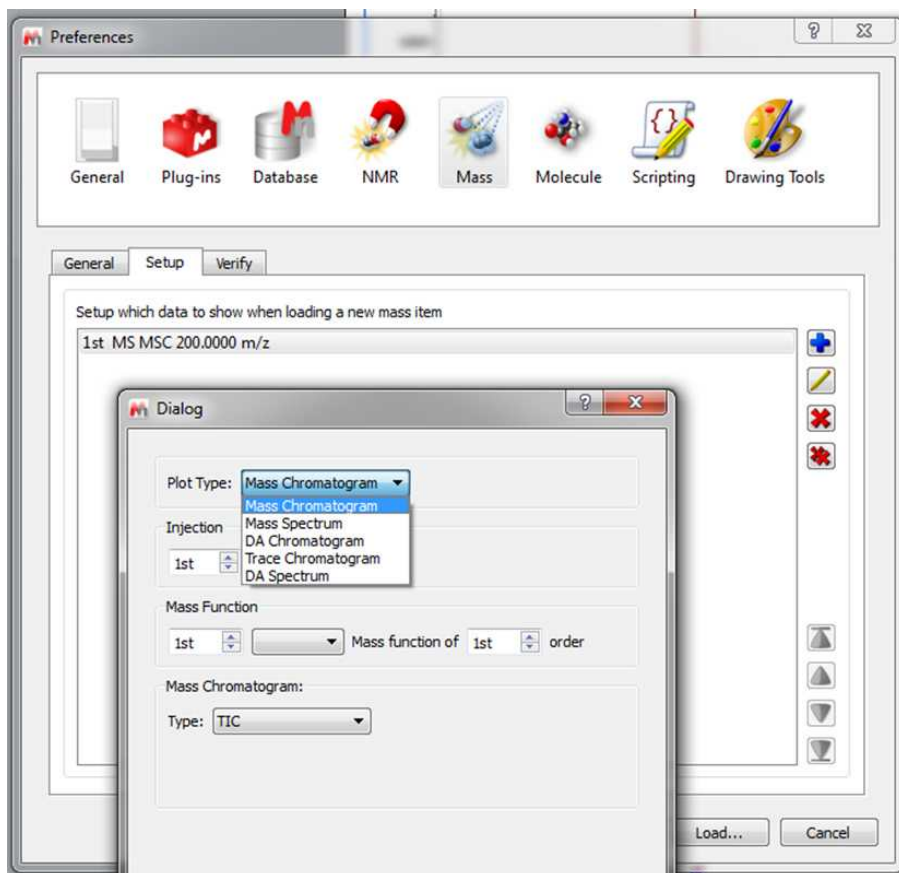 Preferences
General Plug-ins Database NMR Mass Molecule Scripting Drawing Tools
General Setup Verify
Setup which data to show when loading a new mass item
1st MS MSC 200.0000 m/z
Dialog
Plot Type: Mass Chromatogram
Mass Chromatogram
Mass Spectrum
DA Chromatogram
Trace Chromatogram
DA Spectrum
Injection
1st
Mass Function
1st Mass function of 1st order
Mass Chromatogram:
Type: TIC
Load... Cancel